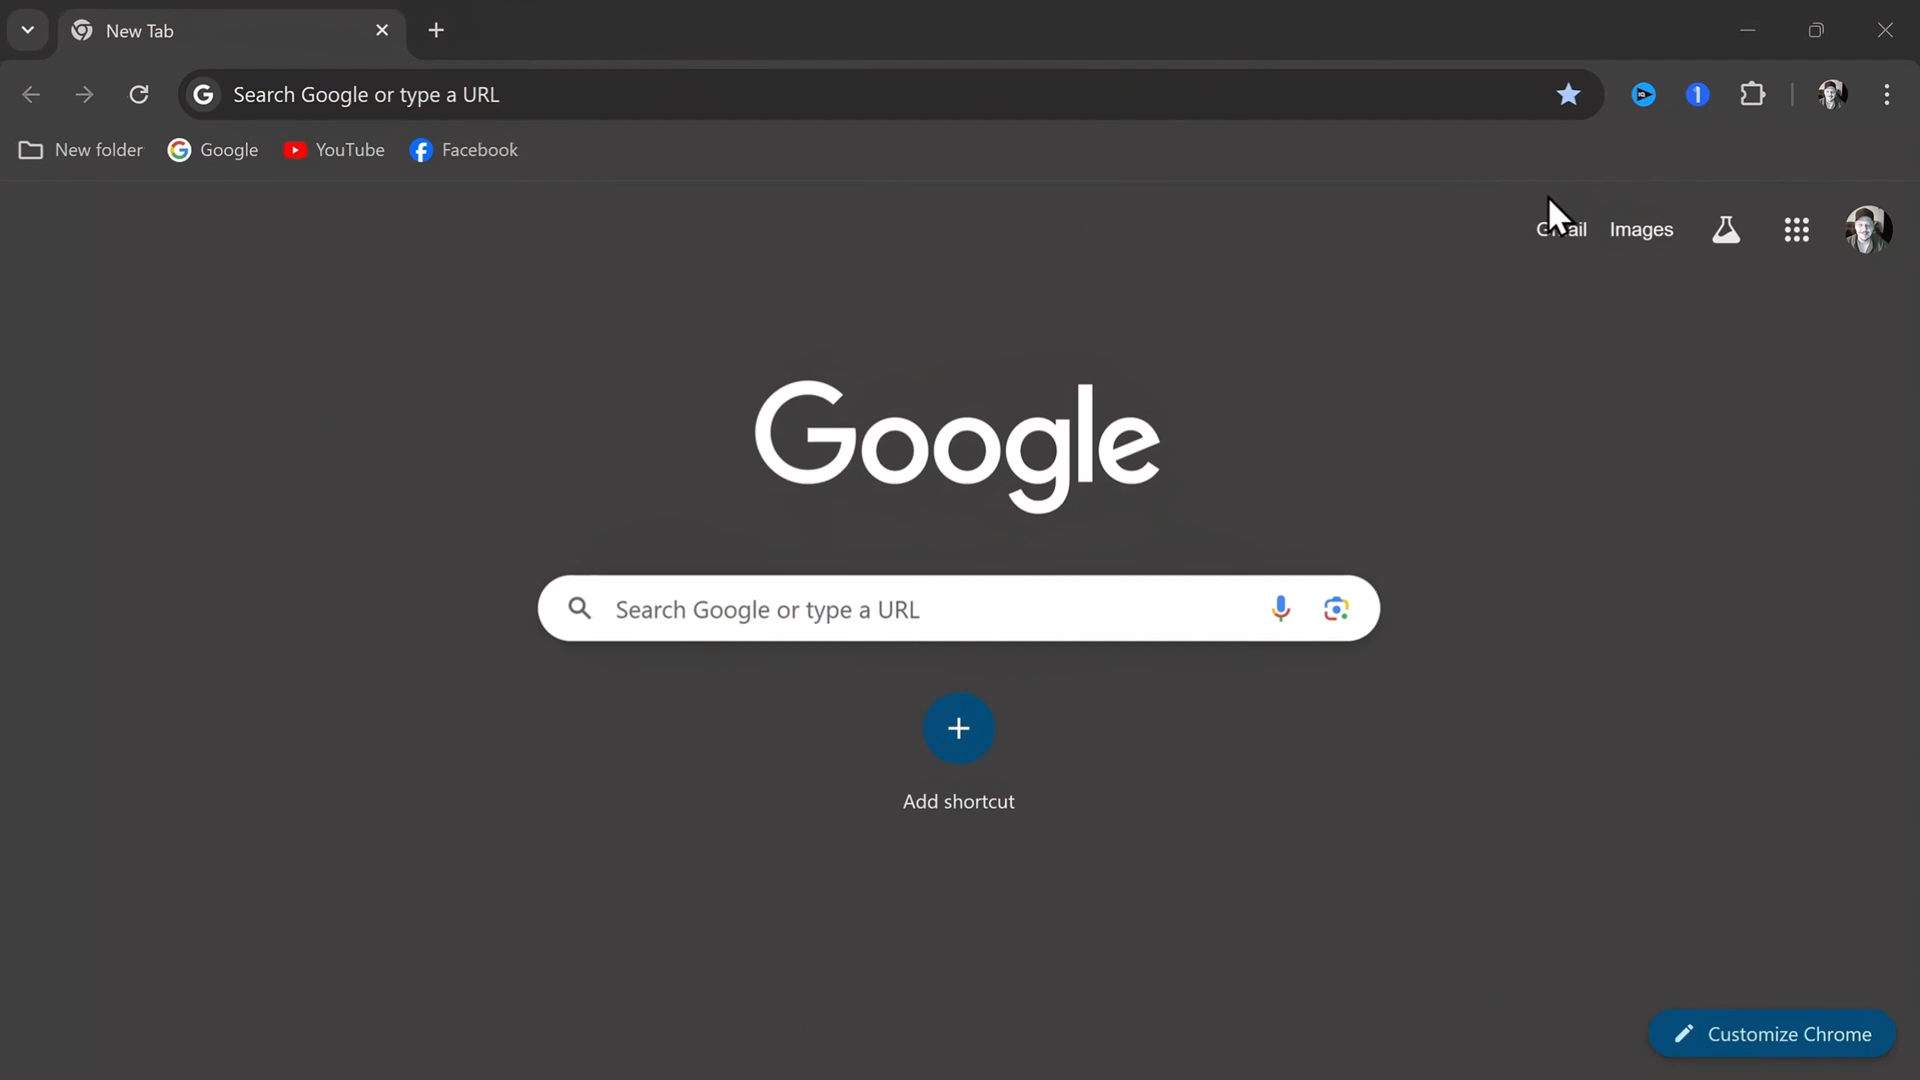 New Tab
Search Google or type a URL
New folder
Google
YouTube
Facebook
Gmail Images
Google
Search Google or type a URL
Add shortcut
Customize Chrome